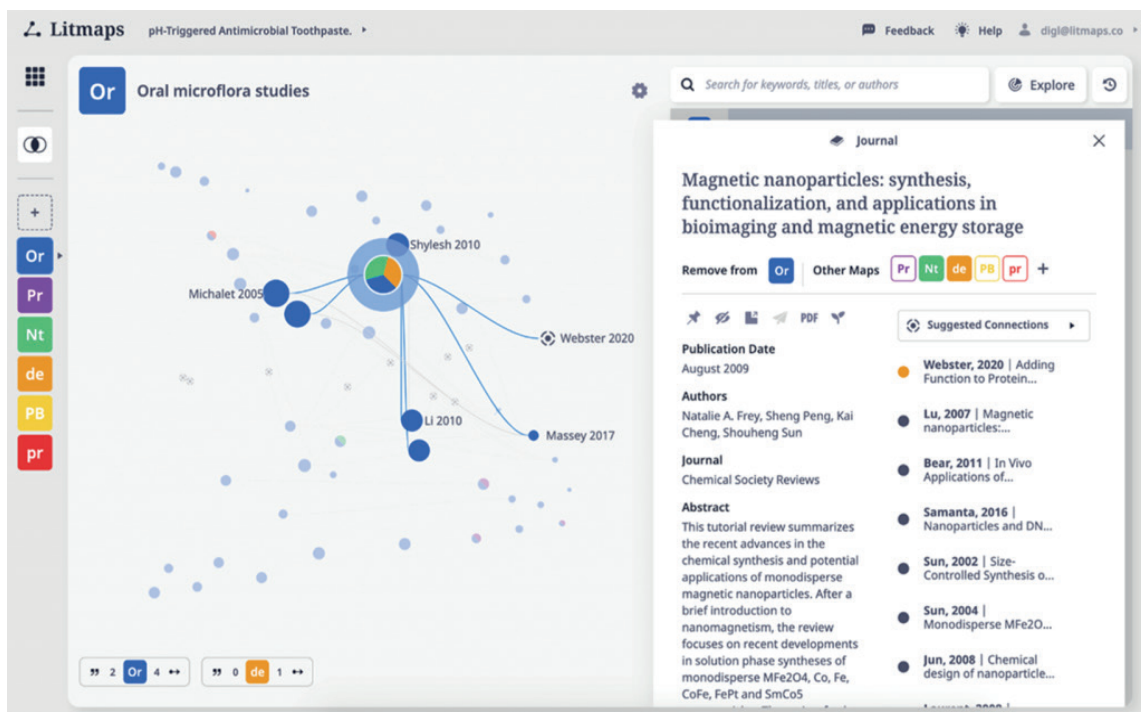 Litmaps
pH-Triggered Antimicrobial Toothpaste.
Feedback
Help
digl@litmaps.co
Or
Oral microflora studies
Search for keywords, titles, or authors
Explore
+
Or
Pr
Nt
de
PB
pr
Shylesh 2010
Michalet 2005
Webster 2020
Li 2010
Massey 2017
2 Or 4
0 de 1
Journal
Magnetic nanoparticles: synthesis,
functionalization, and applications in
bioimaging and magnetic energy storage
Remove from Or Other Maps Pr Nt de PB pr +
PDF
Publication Date
August 2009
Authors
Natalie A. Frey, Sheng Peng, Kai
Cheng, Shouheng Sun
Journal
Chemical Society Reviews
Abstract
This tutorial review summarizes
the recent advances in the
chemical synthesis and potential
applications of monodisperse
magnetic nanoparticles. After a
brief introduction to
nanomagnetism, the review
focuses on recent developments
in solution phase syntheses of
monodisperse MFe2O4, Co, Fe,
CoFe, FePt and SmCo5
Suggested Connections
Webster, 2020 | Adding
Function to Protein...
Lu, 2007 | Magnetic
nanoparticles:...
Bear, 2011 | In Vivo
Applications of...
Samanta, 2016 |
Nanoparticles and DN...
Sun, 2002 | Size-
Controlled Synthesis o...
Sun, 2004 |
Monodisperse MFe2O...
Jun, 2008 | Chemical
design of nanoparticle...